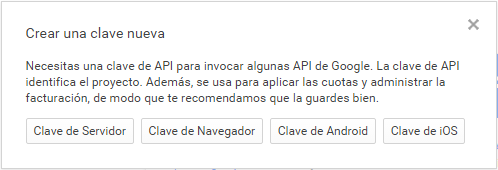 Crear una clave nueva
Necesitas una clave de API para invocar algunas API de Google. La clave de API
identifica el proyecto. Además, se usa para aplicar las cuotas y administrar la
facturación, de modo que te recomendamos que la guardes bien.
Clave de Servidor Clave de Navegador Clave de Android Clave de iOS